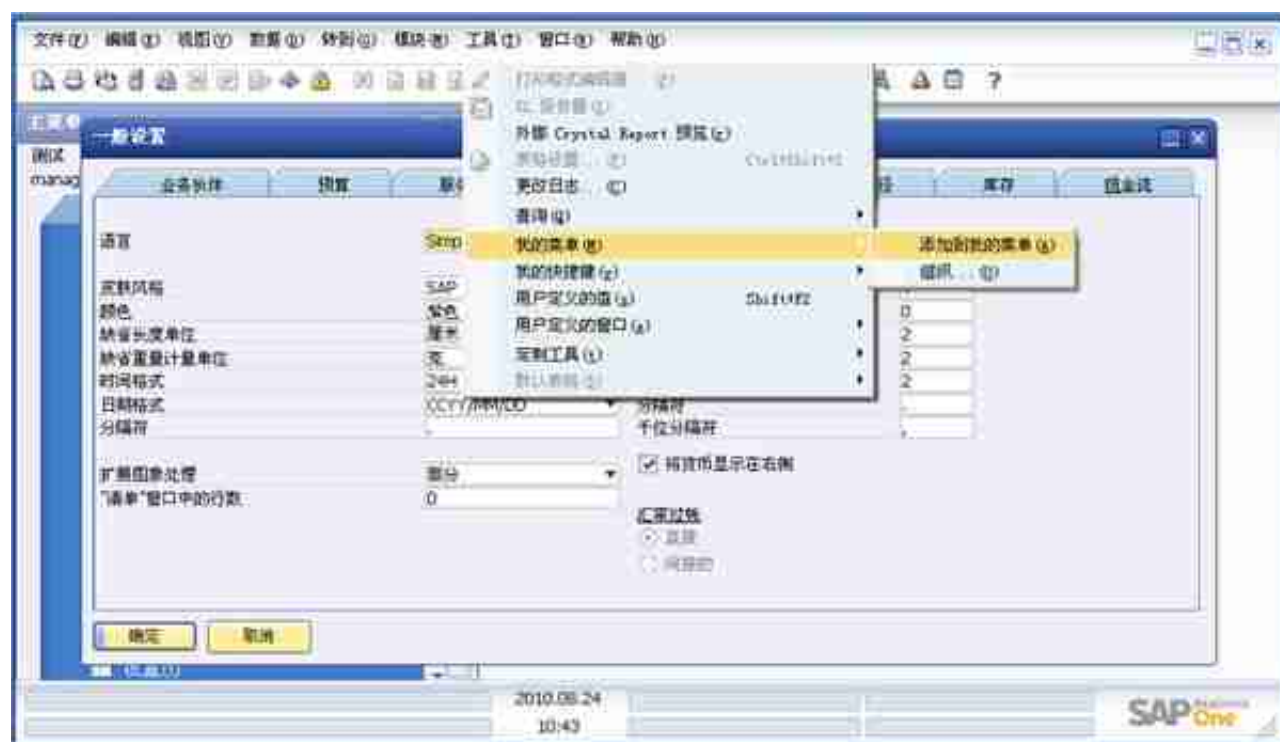 文件(F) 编辑(E) 视图(V) 数据(D) 转到(G) 模块(M) 工具(T) 窗口(W) 帮助(H)
外部 Crystal Report 预览(C)
更改日志...(C)
查询(Q)
我的菜单(M) 添加到我的菜单(A)
组织...(O)
我的快捷键(Z)
用户定义的值(S) Shift+F2
用户定义的窗口(A)
定制工具(T)
一般设置
测试
manag
业务伙伴 预算 库存 现金流
语言
皮肤风格 SAP
颜色 紫色 0
缺省长度单位 厘米 2
缺省重量计量单位 克 2
时间格式 24H 2
日期格式 CCYY/MM/DD 分隔符
分隔符 千位分隔符
将货币显示在右侧
扩展图象处理 部分
"清单"窗口中的行数 0
汇率过账
直接
间接的
确定 取消
2010.08.24
10:43
SAP Business One